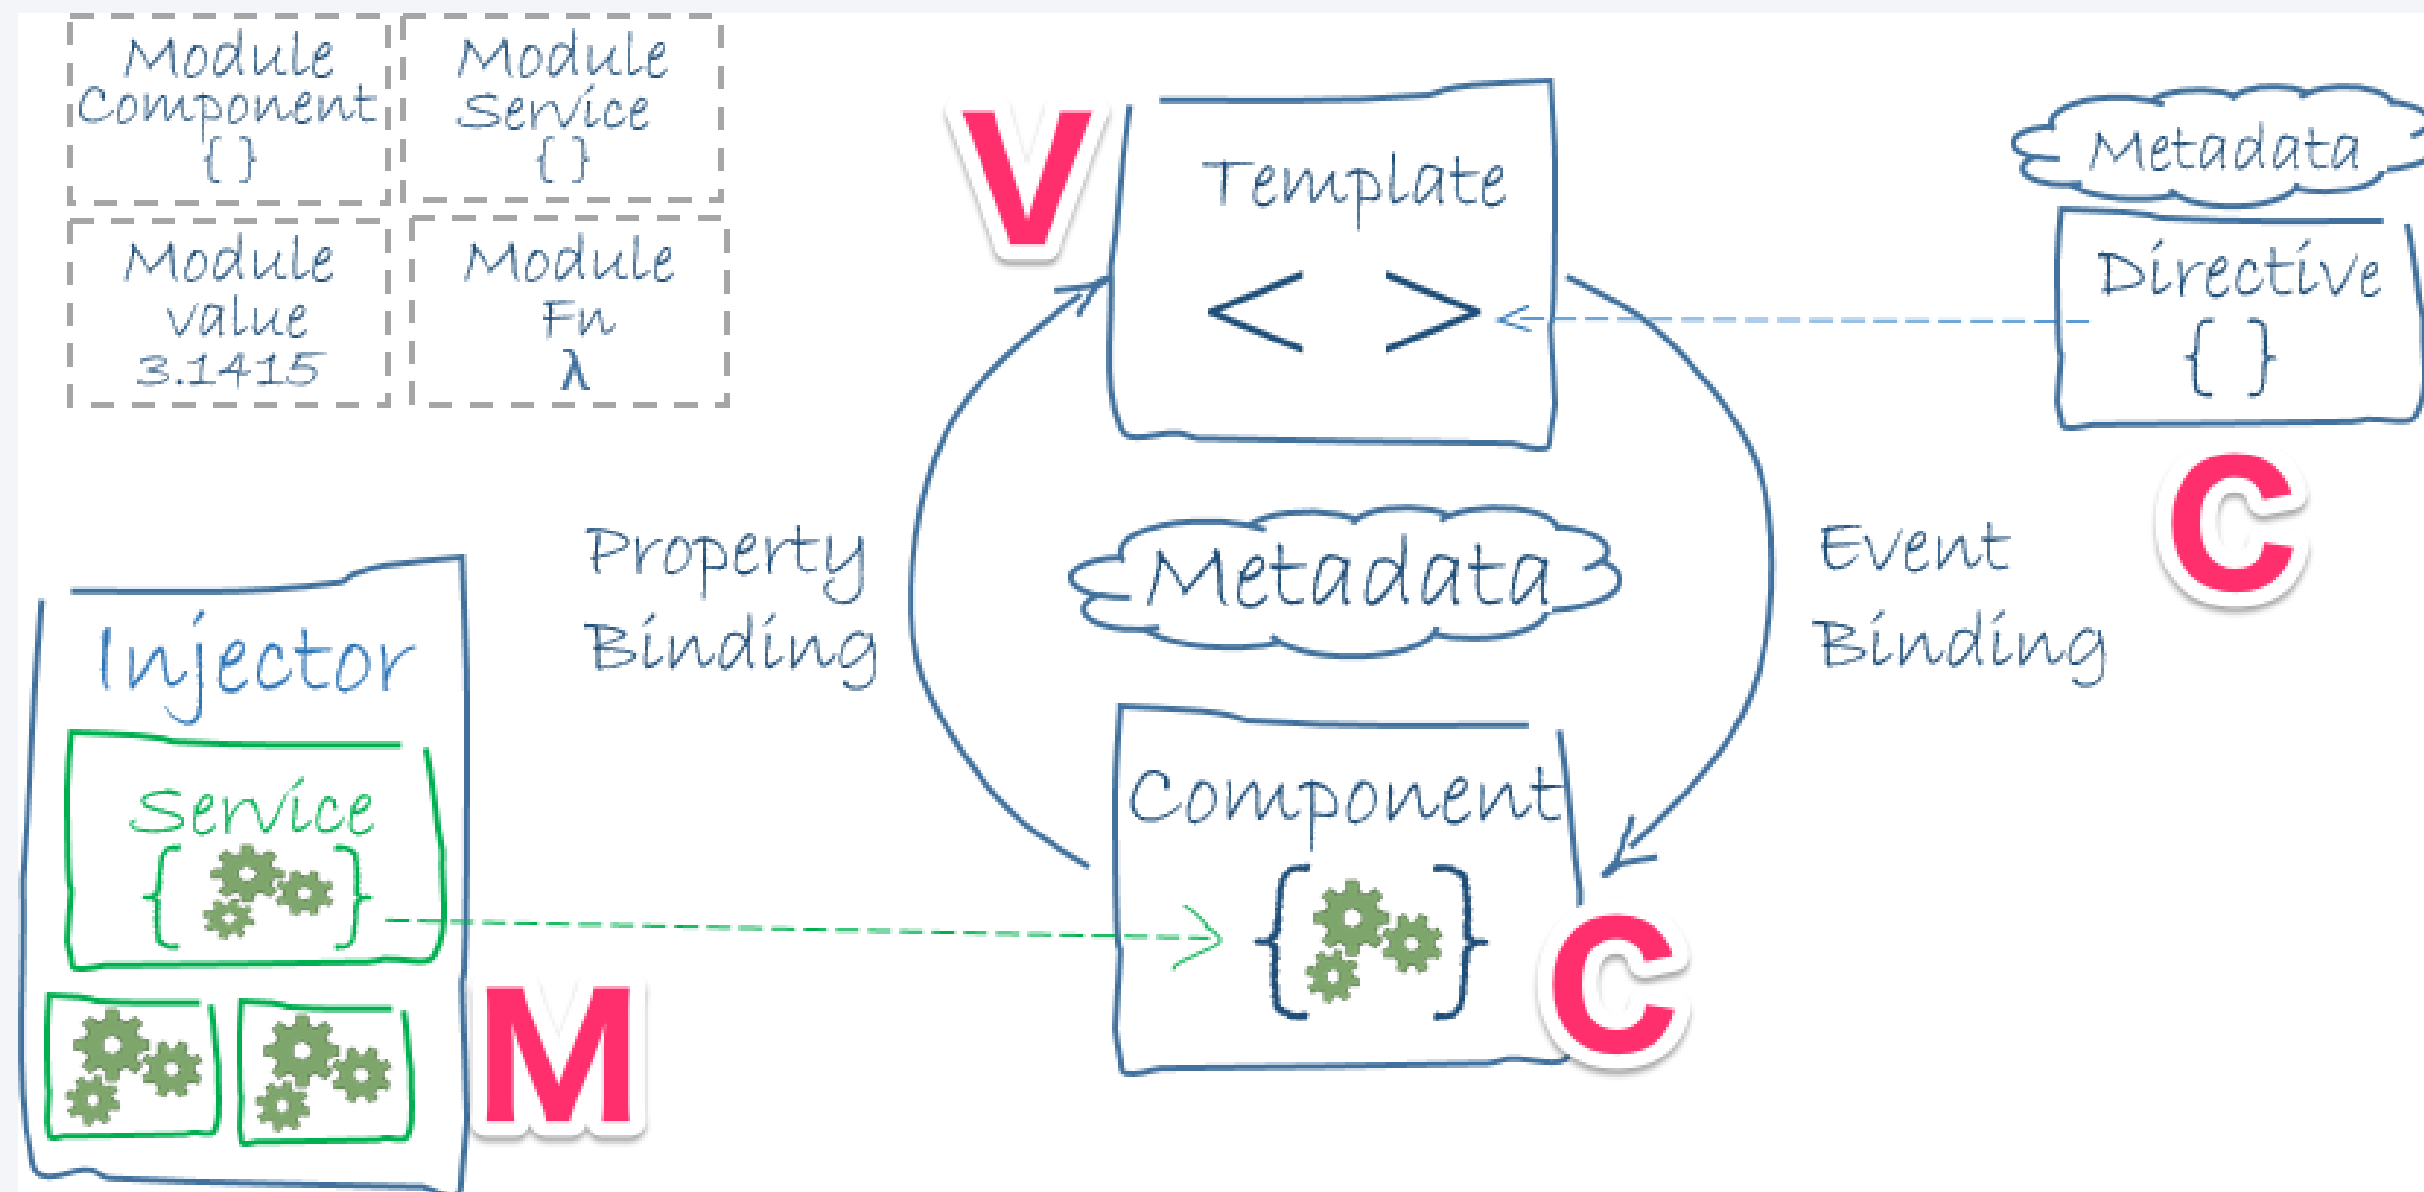 Module
Component
{ }
Module
Service
{ }
Module
value
3.1415
Module
Fn
λ
V
Template
< >
Metadata
Directive
{ }
C
Property
Binding
Metadata
Event
Binding
Injector
Service
{ }
M
Component
{ }
C